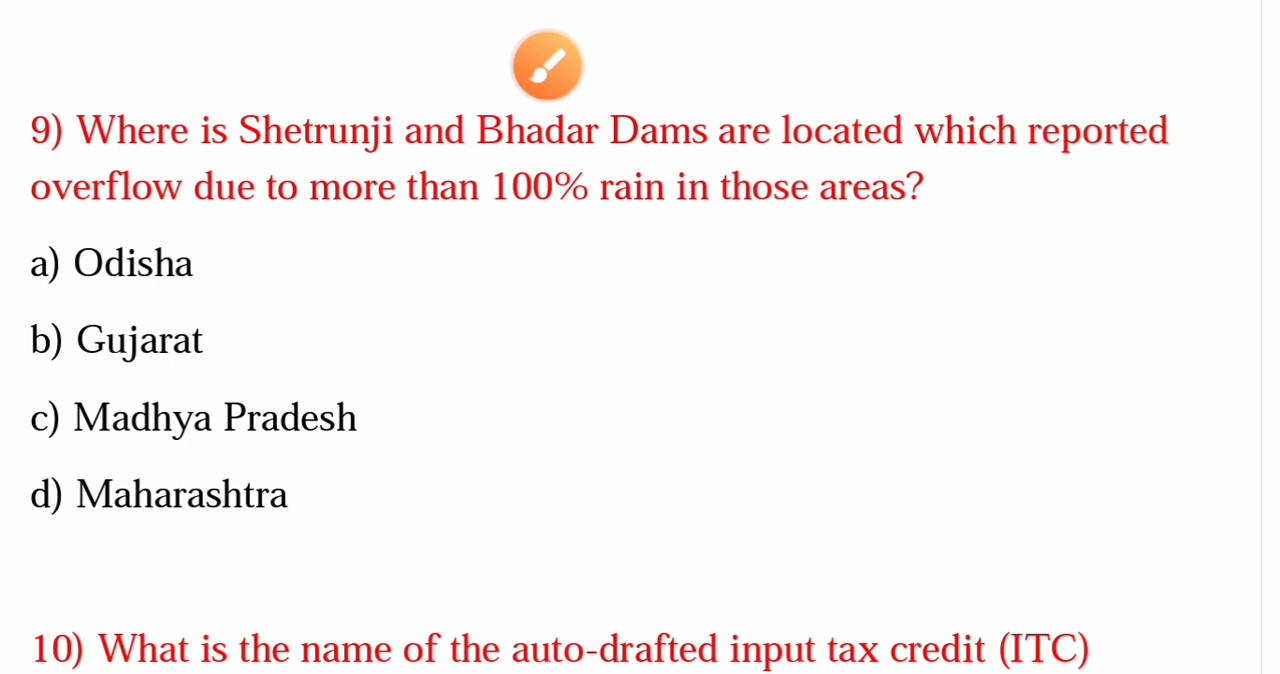 9) Where is Shetrunji and Bhadar Dams are located which reported
overflow due to more than 100% rain in those areas?
a) Odisha
b) Gujarat
c) Madhya Pradesh
d) Maharashtra
10) What is the name of the auto-drafted input tax credit (ITC)